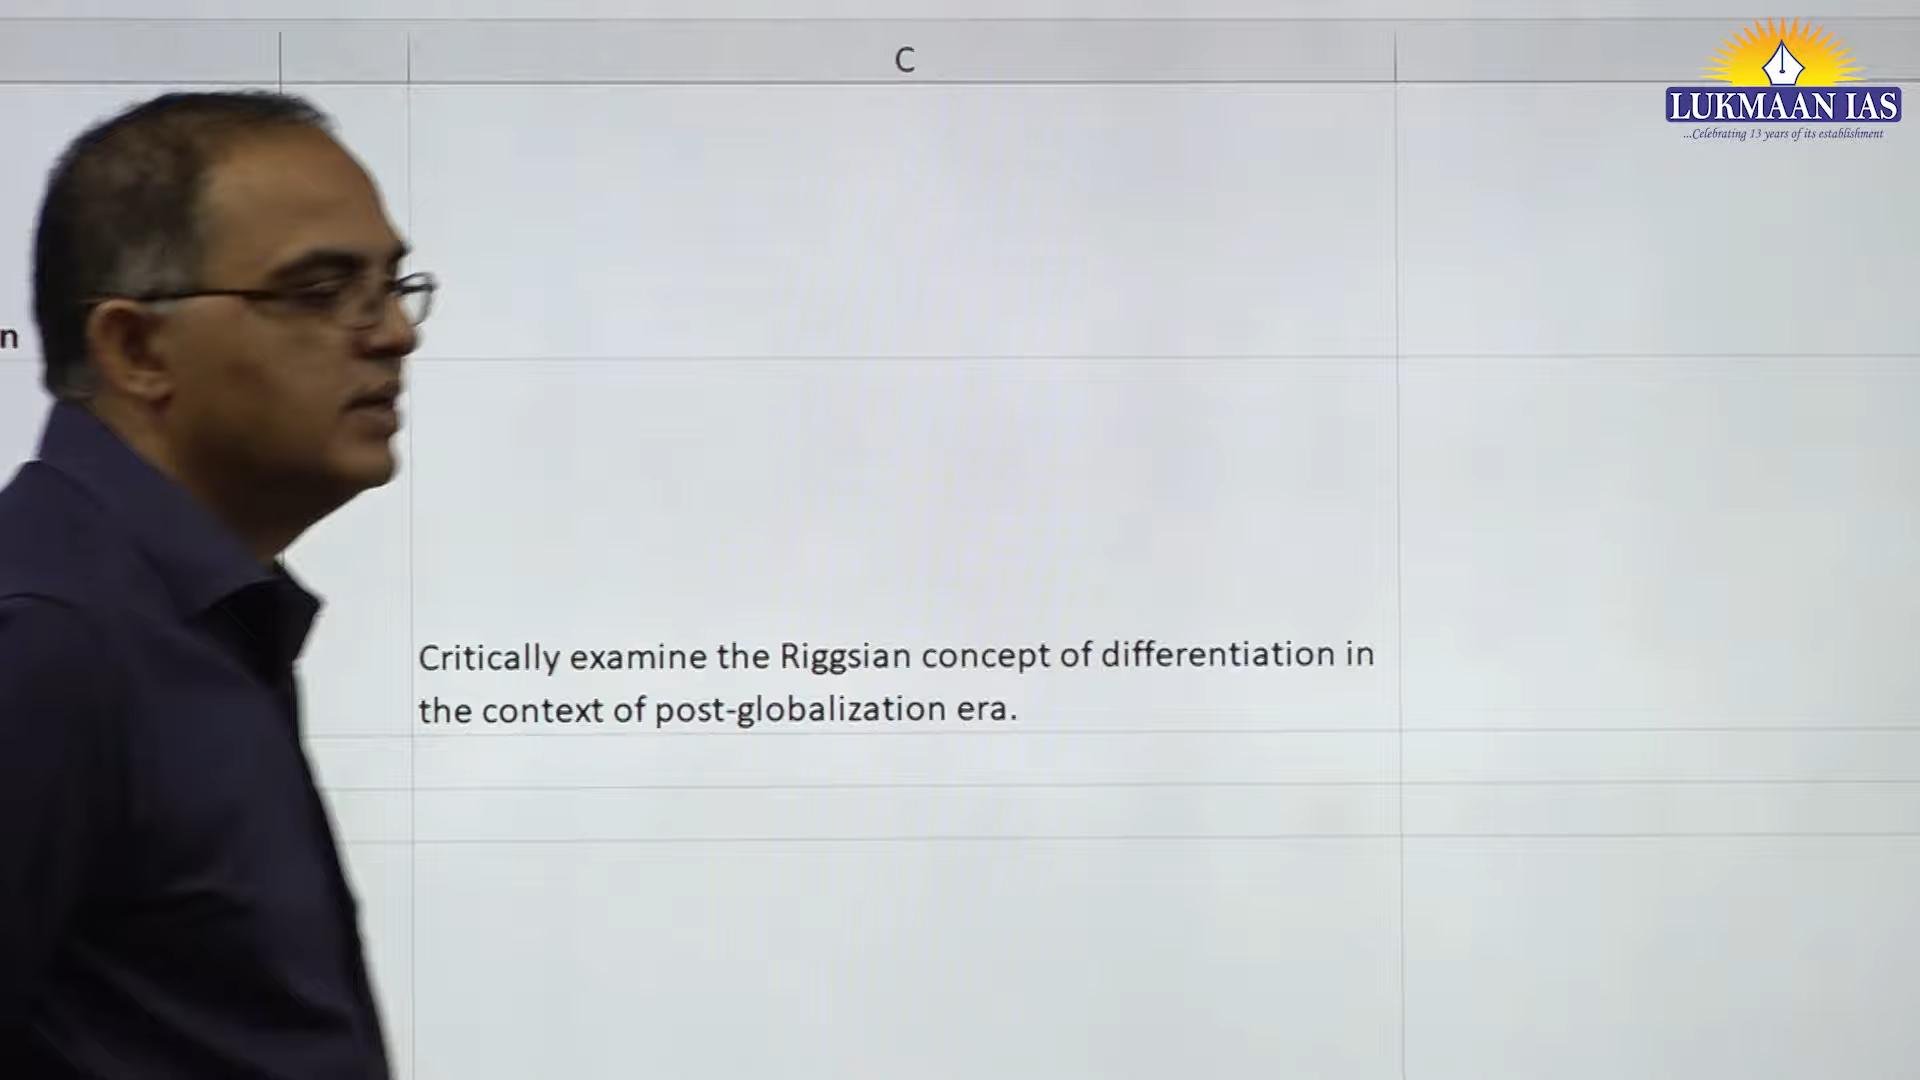 C
LUKMAAN IAS
...Celebrating 13 years of its establishment
n
Critically examine the Riggsian concept of differentiation in
the context of post-globalization era.